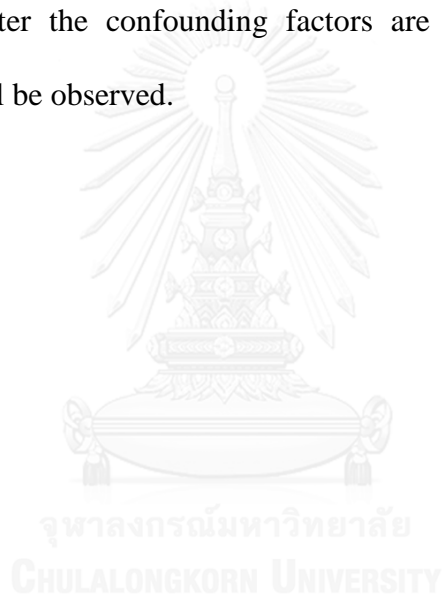 ter the confounding factors are
l be observed.
จุฬาลงกรณ์มหาวิทยาลัย
CHULALONGKORN UNIVERSITY